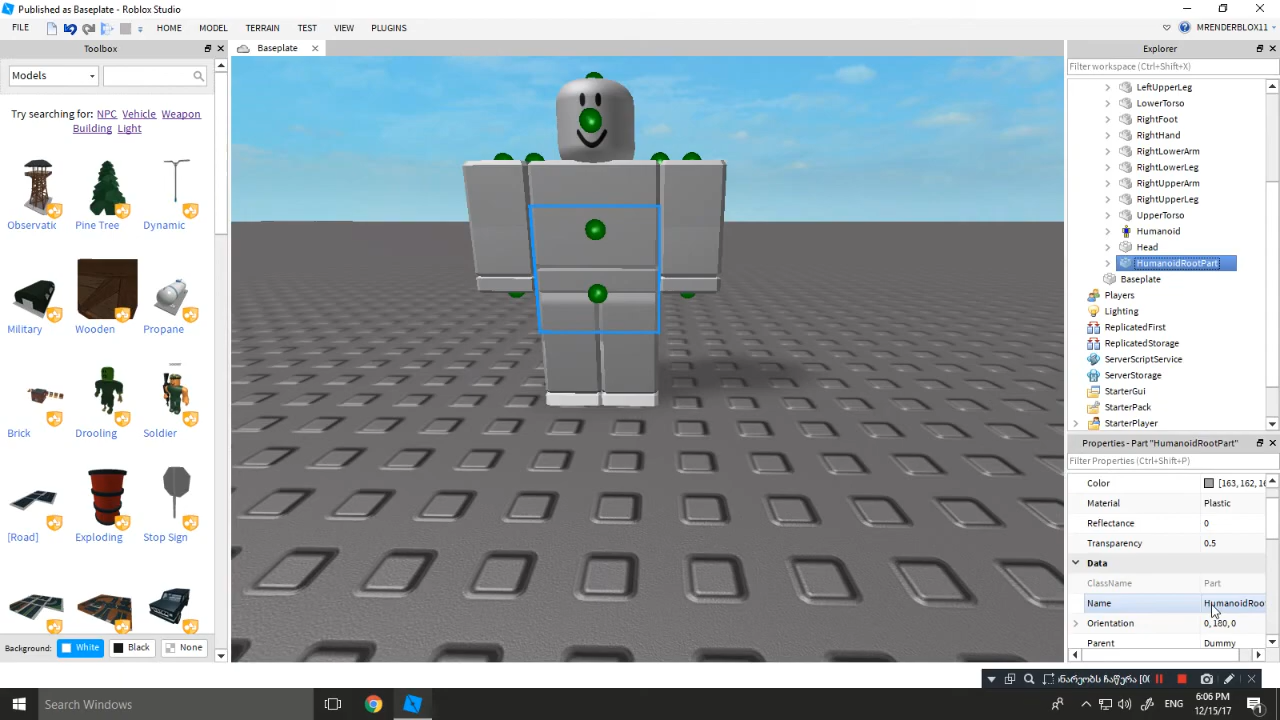 Published as Baseplate - Roblox Studio
FILE HOME MODEL TERRAIN TEST VIEW PLUGINS MRENDERBLOX11
Toolbox
Models
Try searching for: NPC Vehicle Weapon
Building Light
Observatic Pine Tree Dynamic
Military Wooden Propane
Brick Drooling Soldier
[Road] Exploding Stop Sign
Background: White Black None
Baseplate
Explorer
Filter workspace (Ctrl+Shift+X)
LeftUpperLeg
LowerTorso
RightFoot
RightHand
RightLowerArm
RightLowerLeg
RightUpperArm
RightUpperLeg
UpperTorso
Humanoid
Head
HumanoidRootPart
Baseplate
Players
Lighting
ReplicatedFirst
ReplicatedStorage
ServerScriptService
ServerStorage
StarterGui
StarterPack
StarterPlayer
Properties - Part "HumanoidRootPart"
Filter Properties (Ctrl+Shift+P)
Color [163, 162, 16
Material Plastic
Reflectance 0
Transparency 0.5
Data
ClassName Part
Name HumanoidRoo
Orientation 0, 180, 0
Parent Dummy
Search Windows
6:06 PM
12/15/17